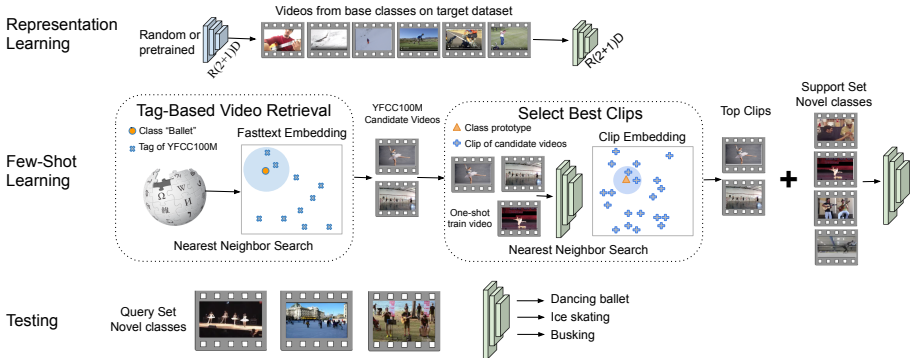 Representation
Learning
Random or
pretrained
R(2+1)D
Videos from base classes on target dataset
R(2+1)D
Few-Shot
Learning
Tag-Based Video Retrieval
Class "Ballet"
Tag of YFCC100M
Fasttext Embedding
Nearest Neighbor Search
YFCC100M
Candidate Videos
Select Best Clips
Class prototype
Clip of candidate videos
Clip Embedding
One-shot
train video
Nearest Neighbor Search
Top Clips
Support Set
Novel classes
Testing
Query Set
Novel classes
Dancing ballet
Ice skating
Busking